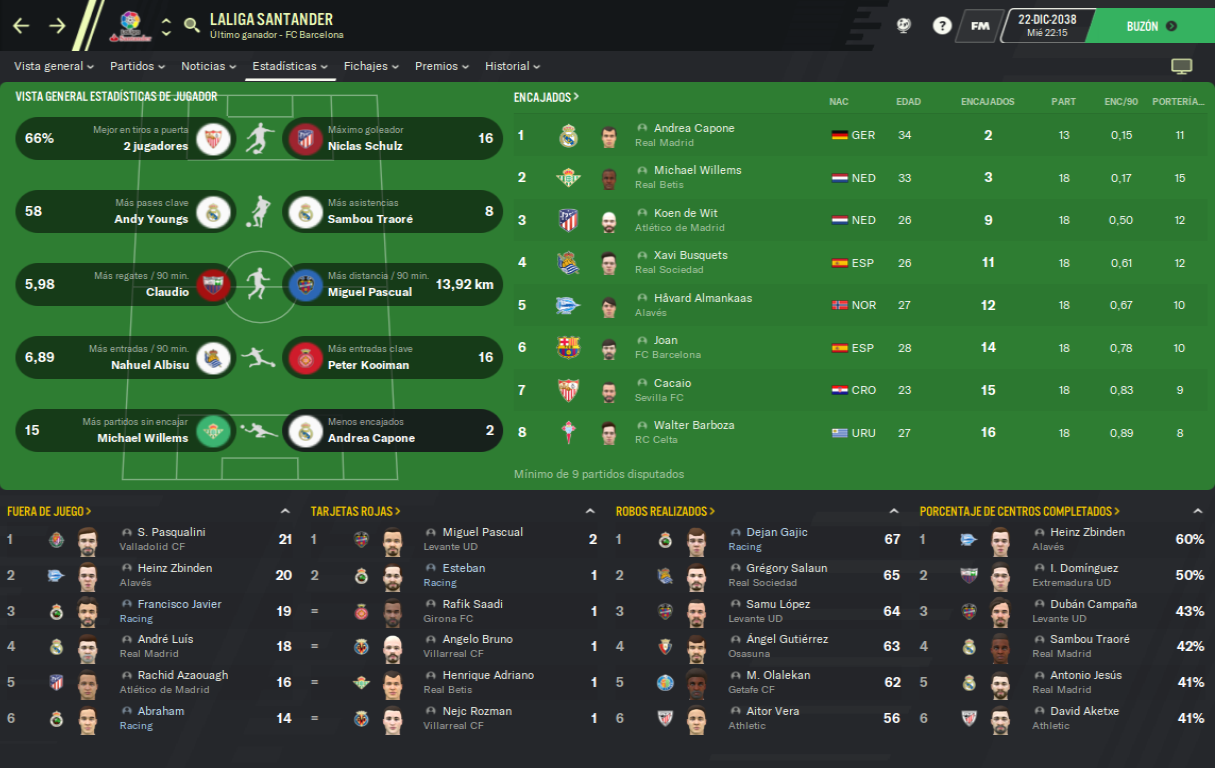 LALIGA SANTANDER
Último ganador - FC Barcelona
?
FM
22-DIC-2038
Mié 22:15
BUZÓN
Vista general
Partidos
Noticias
Estadísticas
Fichajes
Premios
Historial
VISTA GENERAL ESTADÍSTICAS DE JUGADOR
66%
Mejor en tiros a puerta
2 jugadores
Máximo goleador
Niclas Schulz
16
58
Más pases clave
Andy Youngs
Más asistencias
Sambou Traoré
8
5,98
Más regates / 90 min.
Claudio
Más distancia / 90 min.
Miguel Pascual
13,92 km
6,89
Más entradas / 90 min.
Nahuel Albisu
Más entradas clave
Peter Kooiman
16
15
Más partidos sin encajar
Michael Willems
Menos encajados
Andrea Capone
2
ENCAJADOS
NAC EDAD ENCAJADOS PART ENC/90 PORTERÍA...
1 Andrea Capone GER 34 2 13 0,15 11
Real Madrid
2 Michael Willems NED 33 3 18 0,17 15
Real Betis
3 Koen de Wit NED 26 9 18 0,50 12
Atlético de Madrid
4 Xavi Busquets ESP 26 11 18 0,61 12
Real Sociedad
5 Håvard Almankaas NOR 27 12 18 0,67 10
Alavés
6 Joan ESP 28 14 18 0,78 10
FC Barcelona
7 Cacaio CRO 23 15 18 0,83 9
Sevilla FC
8 Walter Barboza URU 27 16 18 0,89 8
RC Celta
Mínimo de 9 partidos disputados
FUERA DE JUEGO
1 S. Pasqualini 21
Valladolid CF
2 Heinz Zbinden 20
Alavés
3 Francisco Javier 19
Racing
4 André Luís 18
Real Madrid
5 Rachid Azaouagh 16
Atlético de Madrid
6 Abraham 14
Racing
TARJETAS ROJAS
1 Miguel Pascual 2
Levante UD
2 Esteban 1
Racing
= Rafik Saadi 1
Girona FC
= Angelo Bruno 1
Villarreal CF
= Henrique Adriano 1
Real Betis
= Nejc Rozman 1
Villarreal CF
ROBOS REALIZADOS
1 Dejan Gajic 67
Racing
2 Grégory Salaun 65
Real Sociedad
3 Samu López 64
Levante UD
4 Ángel Gutiérrez 63
Osasuna
5 M. Olalekan 62
Getafe CF
6 Aitor Vera 56
Athletic
PORCENTAJE DE CENTROS COMPLETADOS
1 Heinz Zbinden 60%
Alavés
2 I. Domínguez 50%
Extremadura UD
3 Dubán Campaña 43%
Levante UD
4 Sambou Traoré 42%
Real Madrid
5 Antonio Jesús 41%
Real Madrid
6 David Aketxe 41%
Athletic